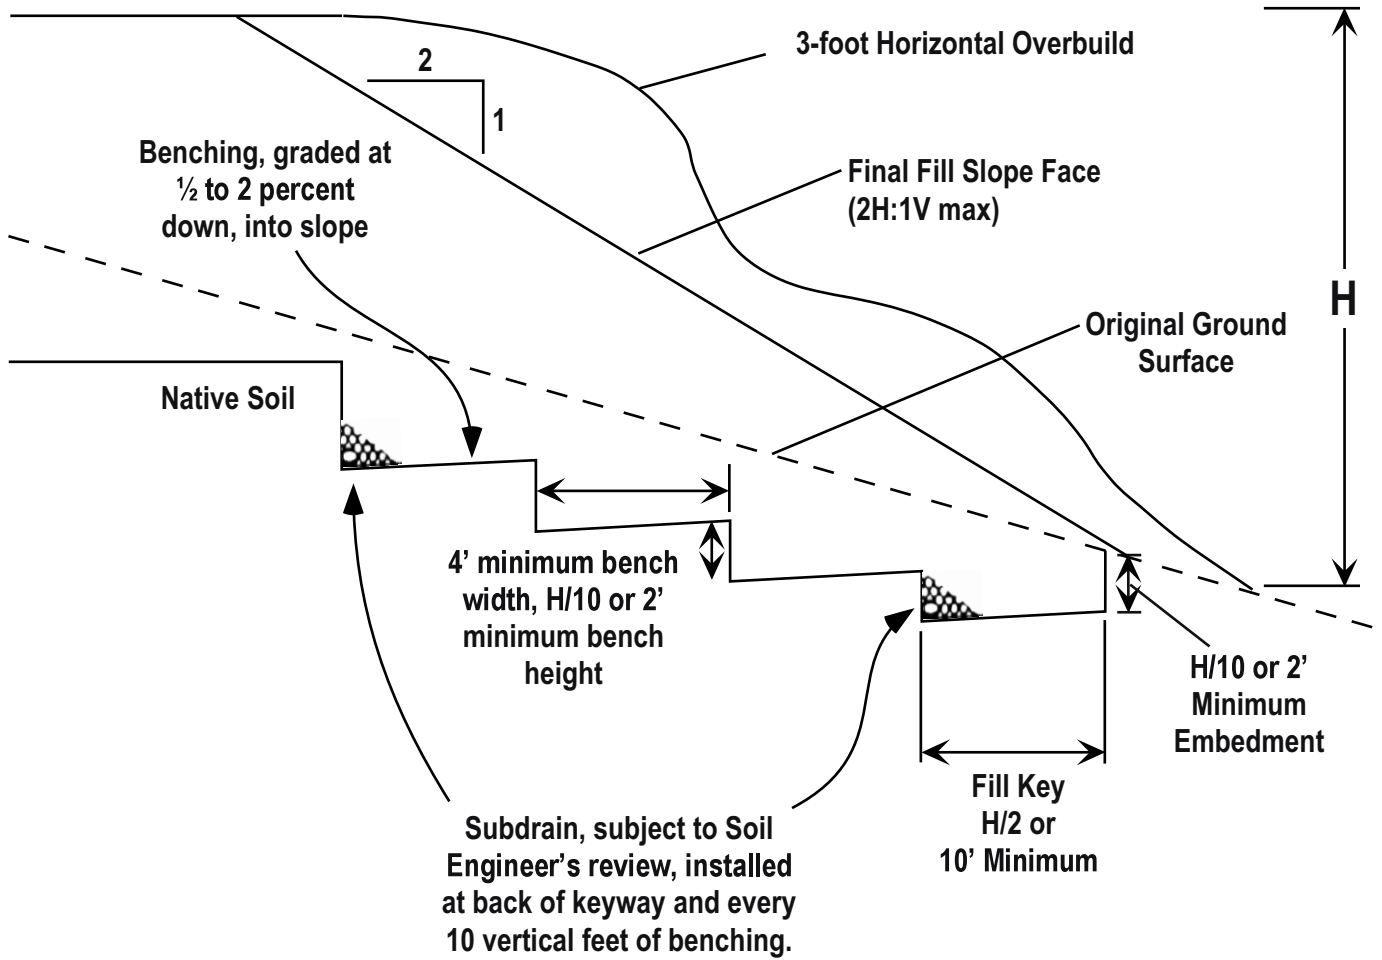 3-foot Horizontal Overbuild
2
1
Benching, graded at
½ to 2 percent
down, into slope
Final Fill Slope Face
(2H:1V max)
H
Original Ground
Surface
Native Soil
4’ minimum bench
width, H/10 or 2’
minimum bench
height
H/10 or 2’
Minimum
Embedment
Fill Key
H/2 or
10’ Minimum
Subdrain, subject to Soil
Engineer’s review, installed
at back of keyway and every
10 vertical feet of benching.